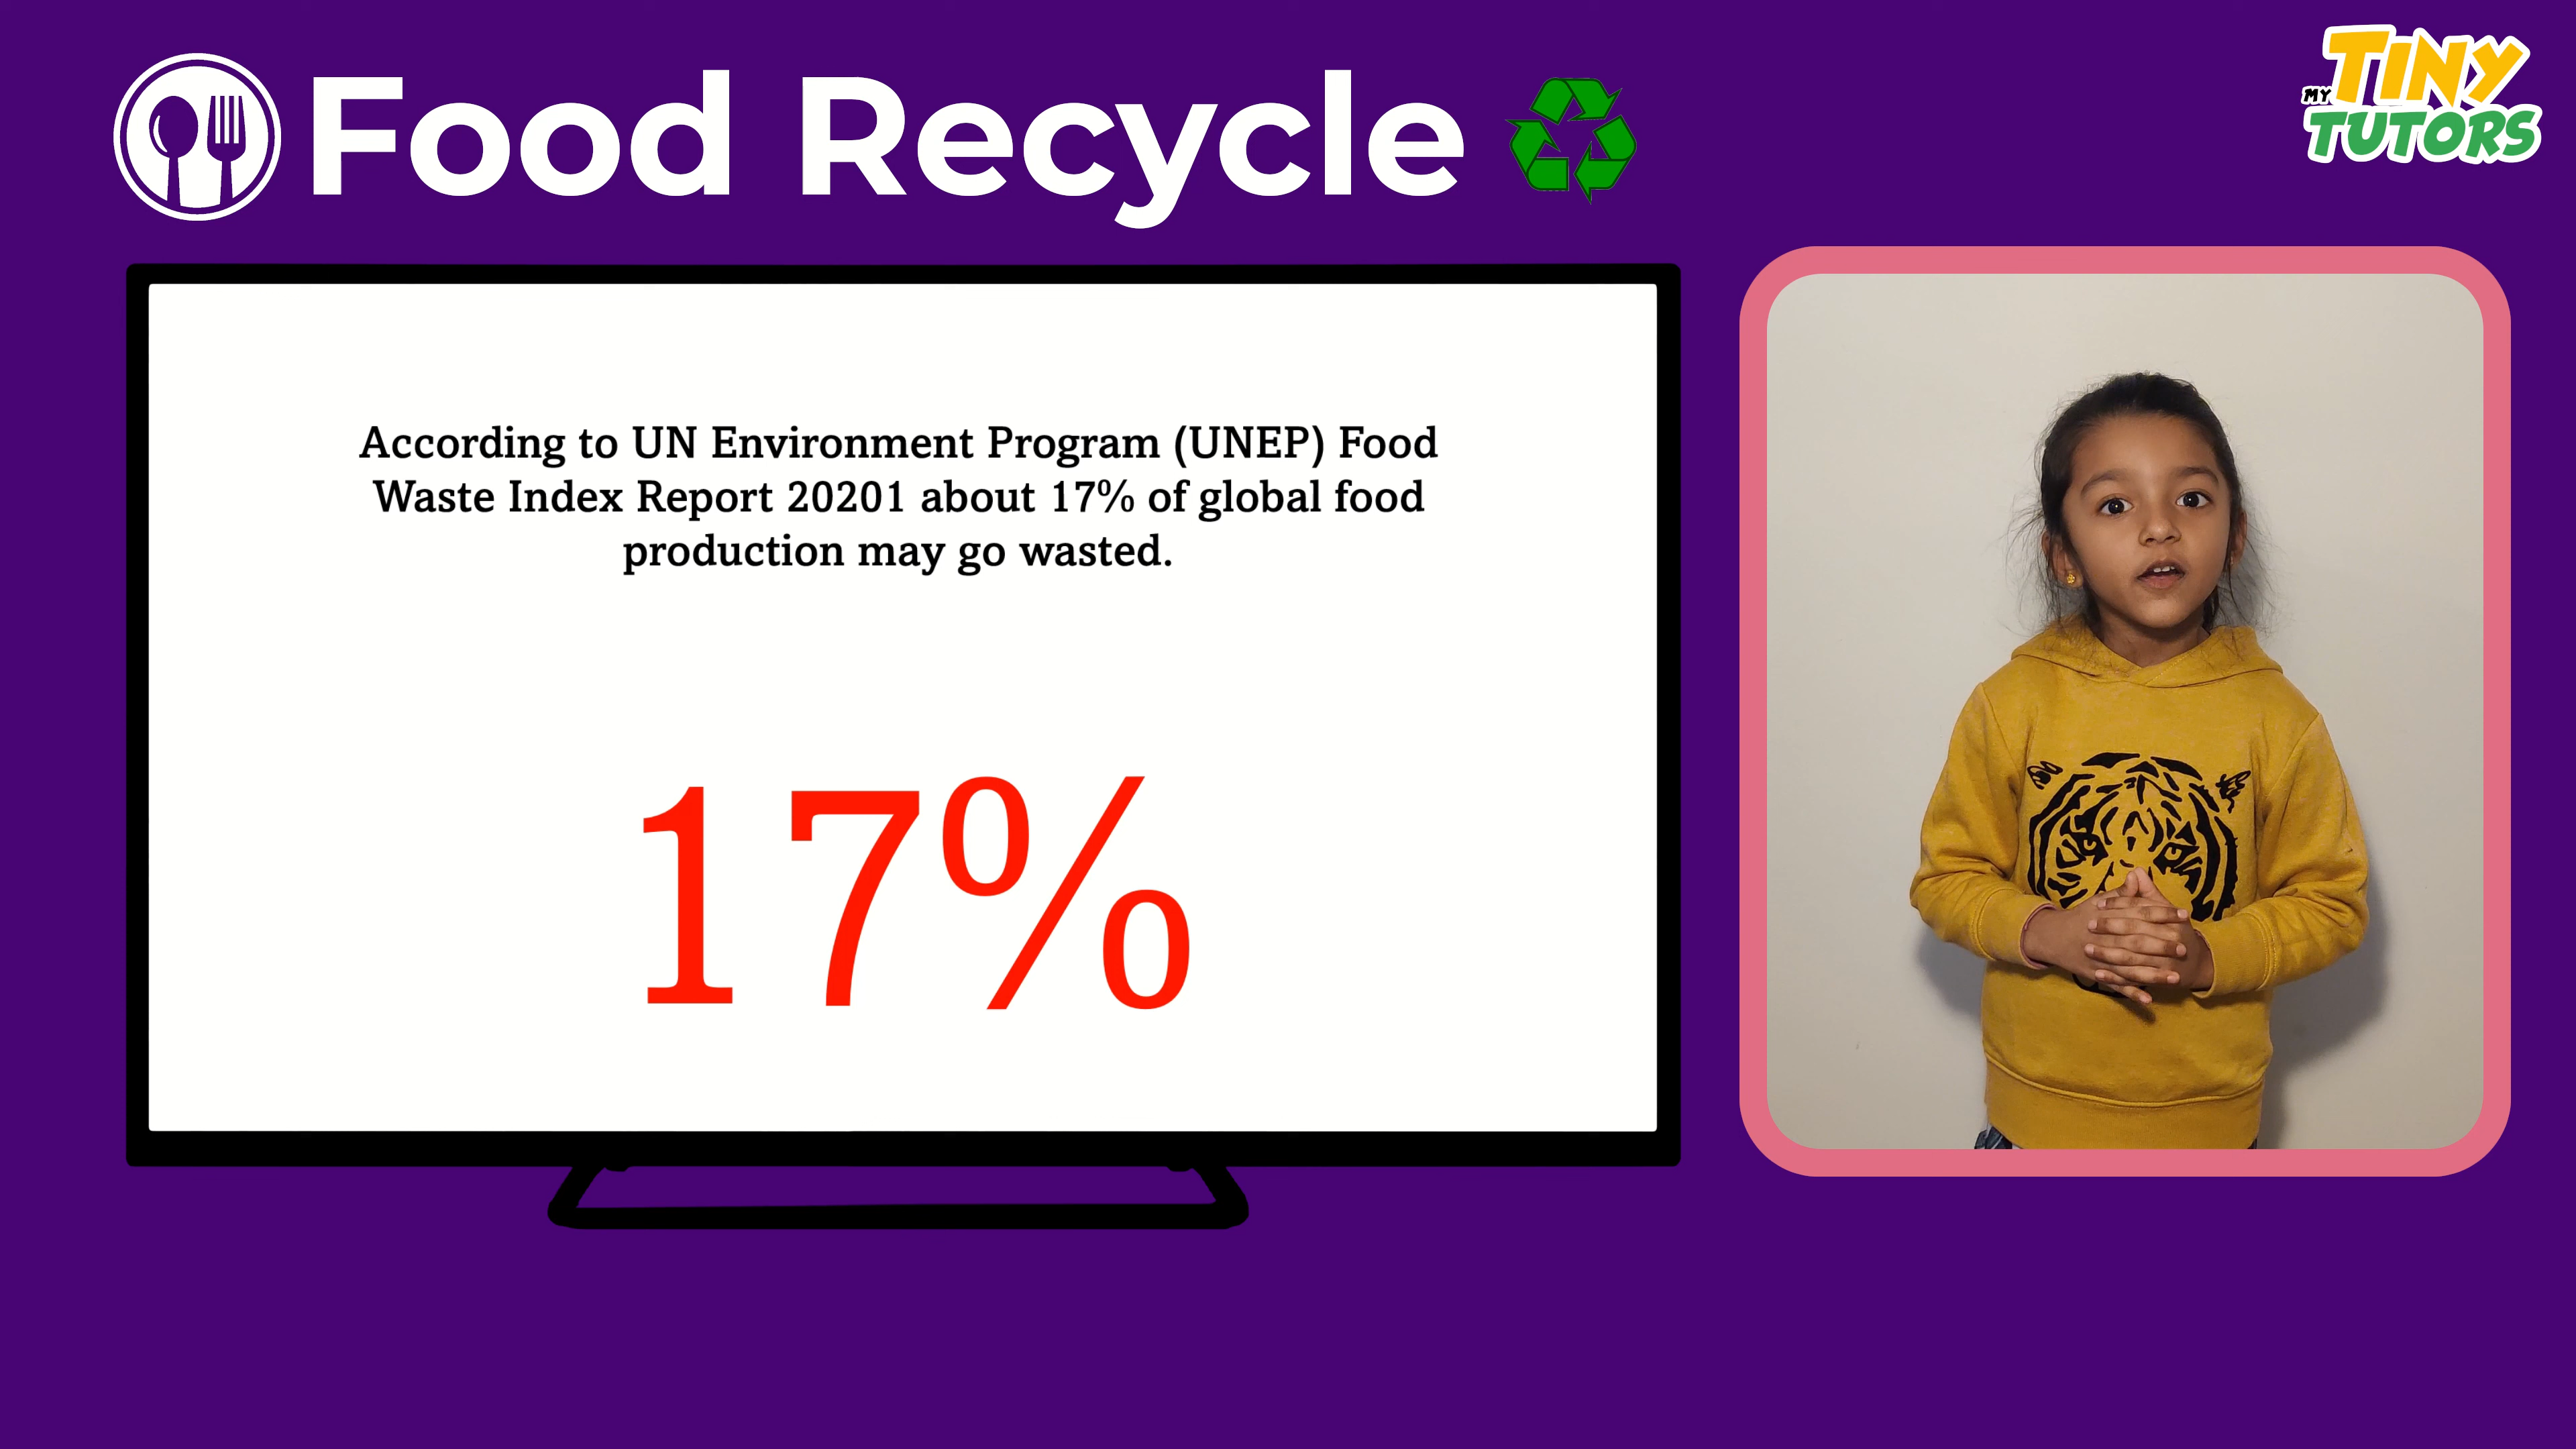 Food Recycle
MY TINY
TUTORS
According to UN Environment Program (UNEP) Food
Waste Index Report 20201 about 17% of global food
production may go wasted.
17%